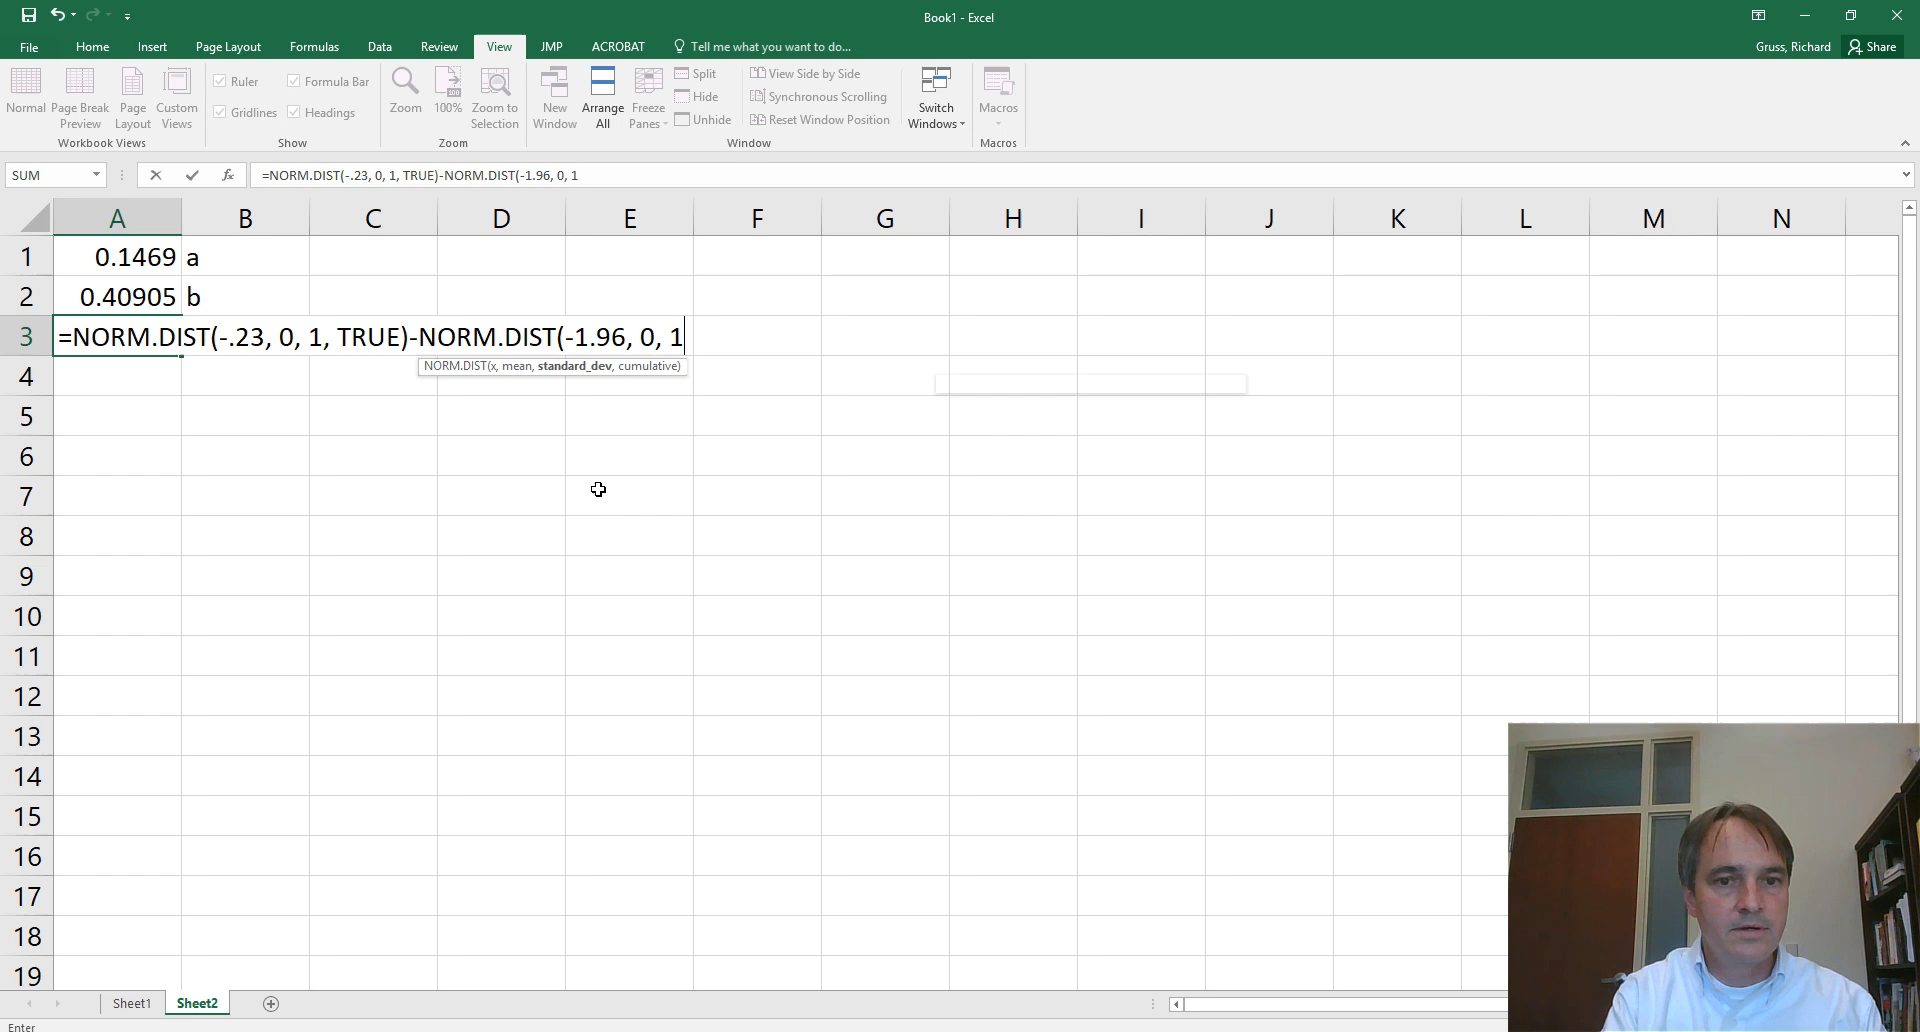 Book1 - Excel
File Home Insert Page Layout Formulas Data Review View JMP ACROBAT Tell me what you want to do... Gruss, Richard Share
Normal
Page Break Preview
Page Layout
Custom Views
Workbook Views
Ruler
Formula Bar
Gridlines
Headings
Show
Zoom
100%
Zoom to Selection
Zoom
New Window
Arrange All
Freeze Panes
Split
Hide
Unhide
View Side by Side
Synchronous Scrolling
Reset Window Position
Window
Switch Windows
Macros
Macros
SUM fx =NORM.DIST(-.23, 0, 1, TRUE)-NORM.DIST(-1.96, 0, 1
A B C D E F G H I J K L M N
1 0.1469 a
2 0.40905 b
3 =NORM.DIST(-.23, 0, 1, TRUE)-NORM.DIST(-1.96, 0, 1
NORM.DIST(x, mean, standard_dev, cumulative)
4
5
6
7
8
9
10
11
12
13
14
15
16
17
18
19
Sheet1 Sheet2
Enter